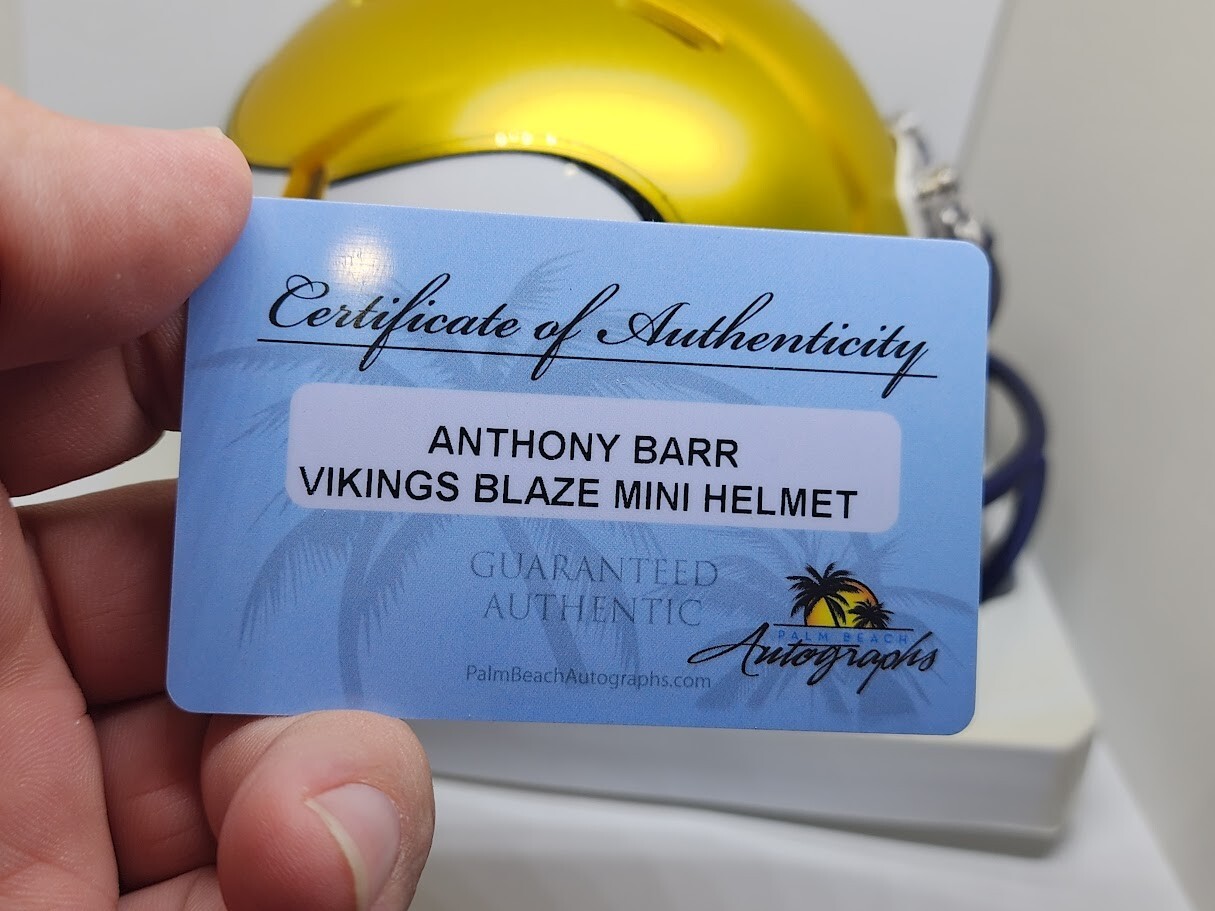 Certificate of Authenticity
ANTHONY BARR
VIKINGS BLAZE MINI HELMET
GUARANTEED
AUTHENTIC
PALM BEACH
Autographs
PalmBeachAutographs.com